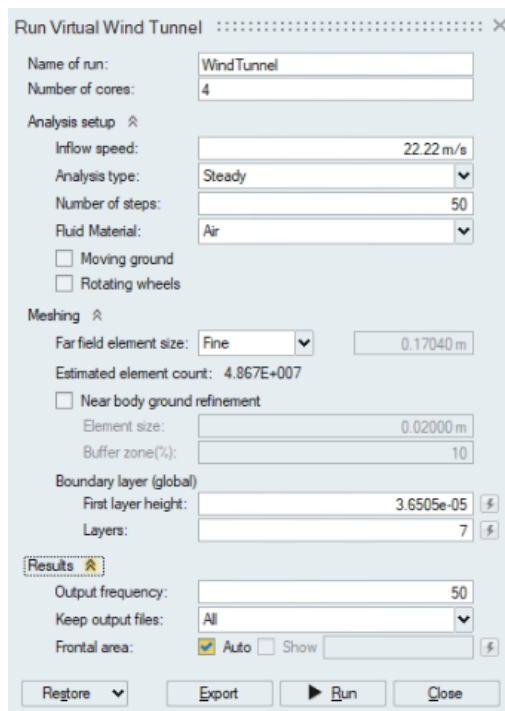 Run Virtual Wind Tunnel
Name of run: WindTunnel
Number of cores: 4
Analysis setup
Inflow speed: 22.22 m/s
Analysis type: Steady
Number of steps: 50
Fluid Material: Air
Moving ground
Rotating wheels
Meshing
Far field element size: Fine 0.17040 m
Estimated element count: 4.867E+007
Near body ground refinement
Element size: 0.02000 m
Buffer zone(%): 10
Boundary layer (global)
First layer height: 3.6505e-05
Layers: 7
Results
Output frequency: 50
Keep output files: All
Frontal area: Auto Show
Restore Export Run Close